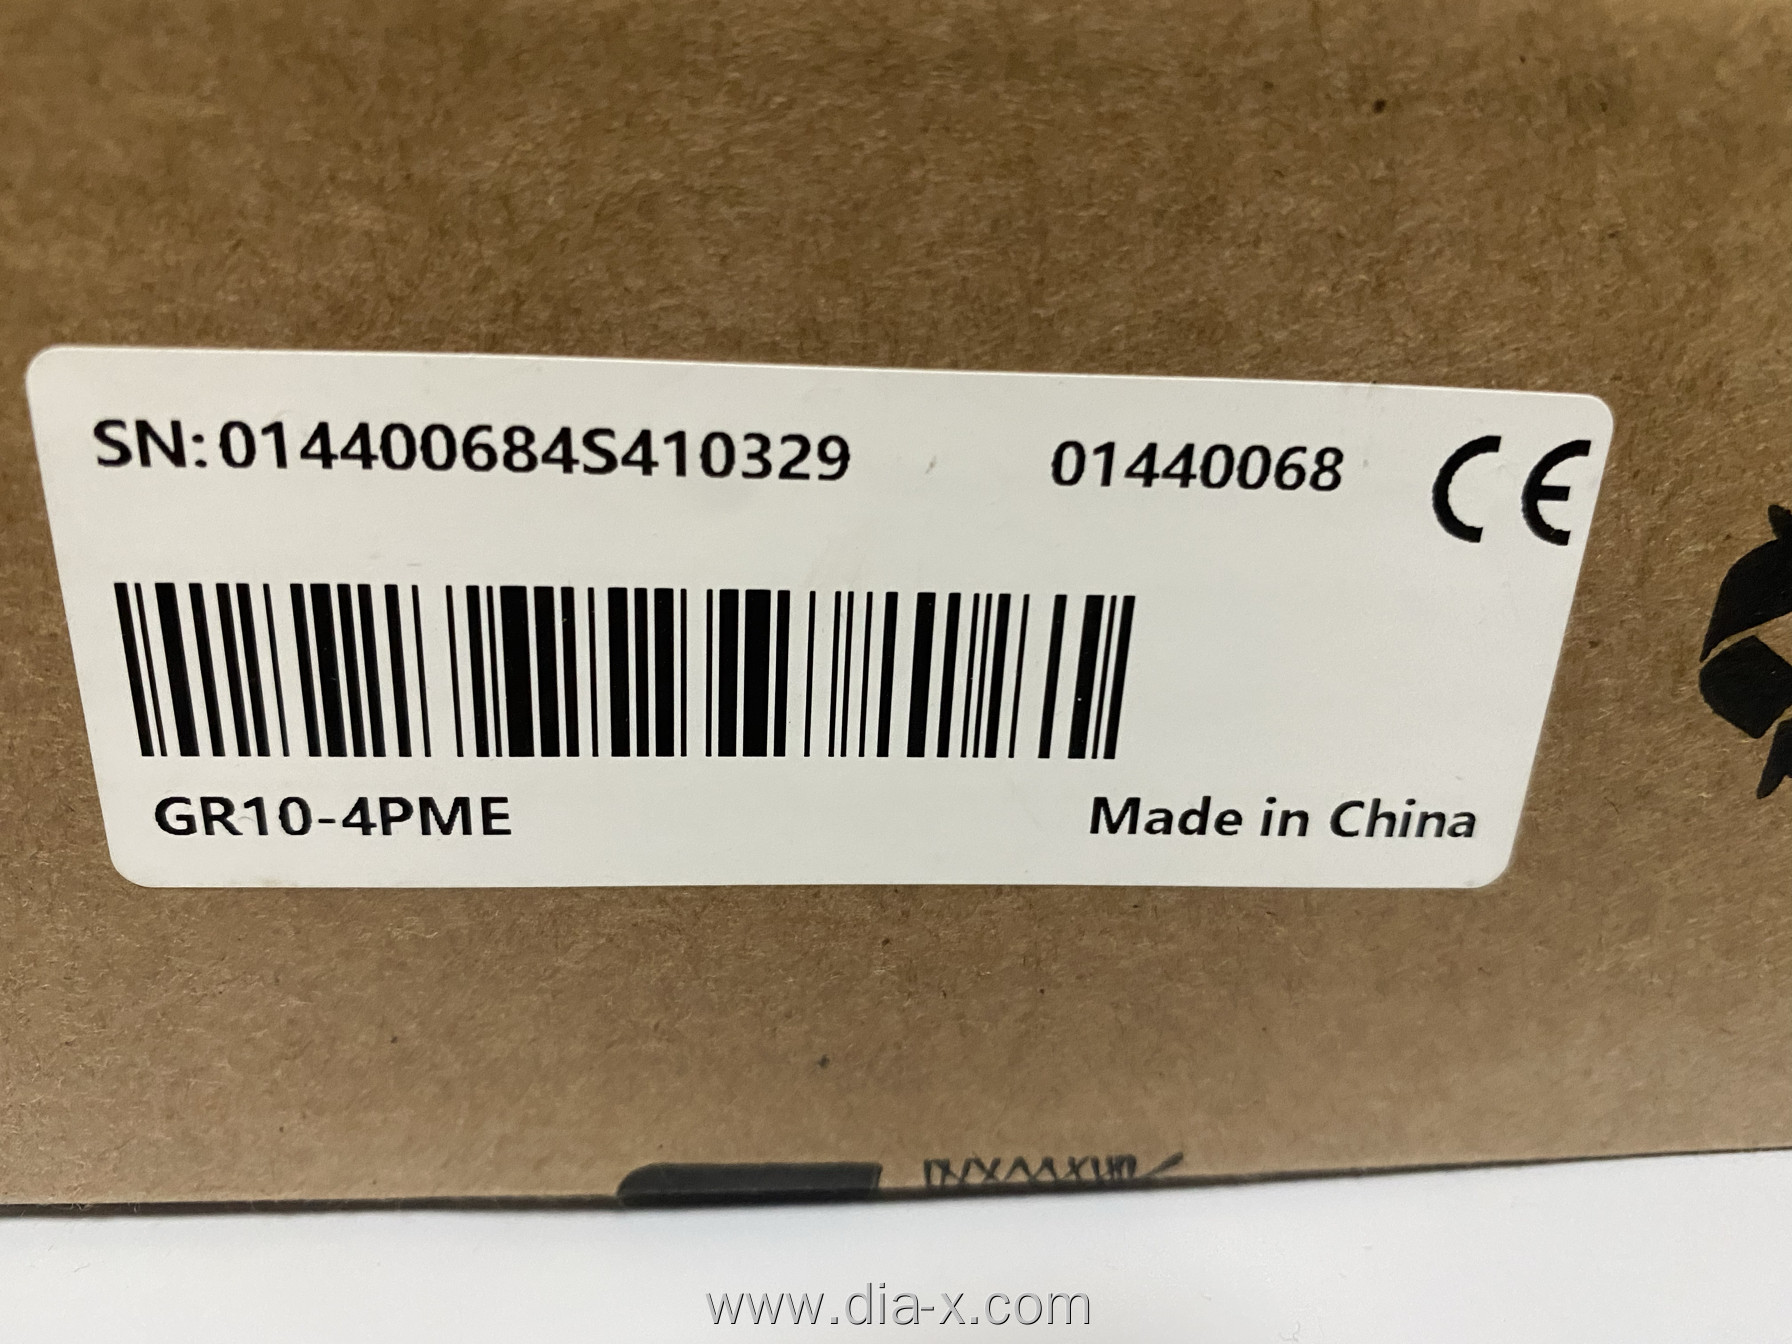 SN:014400684S410329 01440068 CE
GR10-4PME Made in China
www.dia-x.com